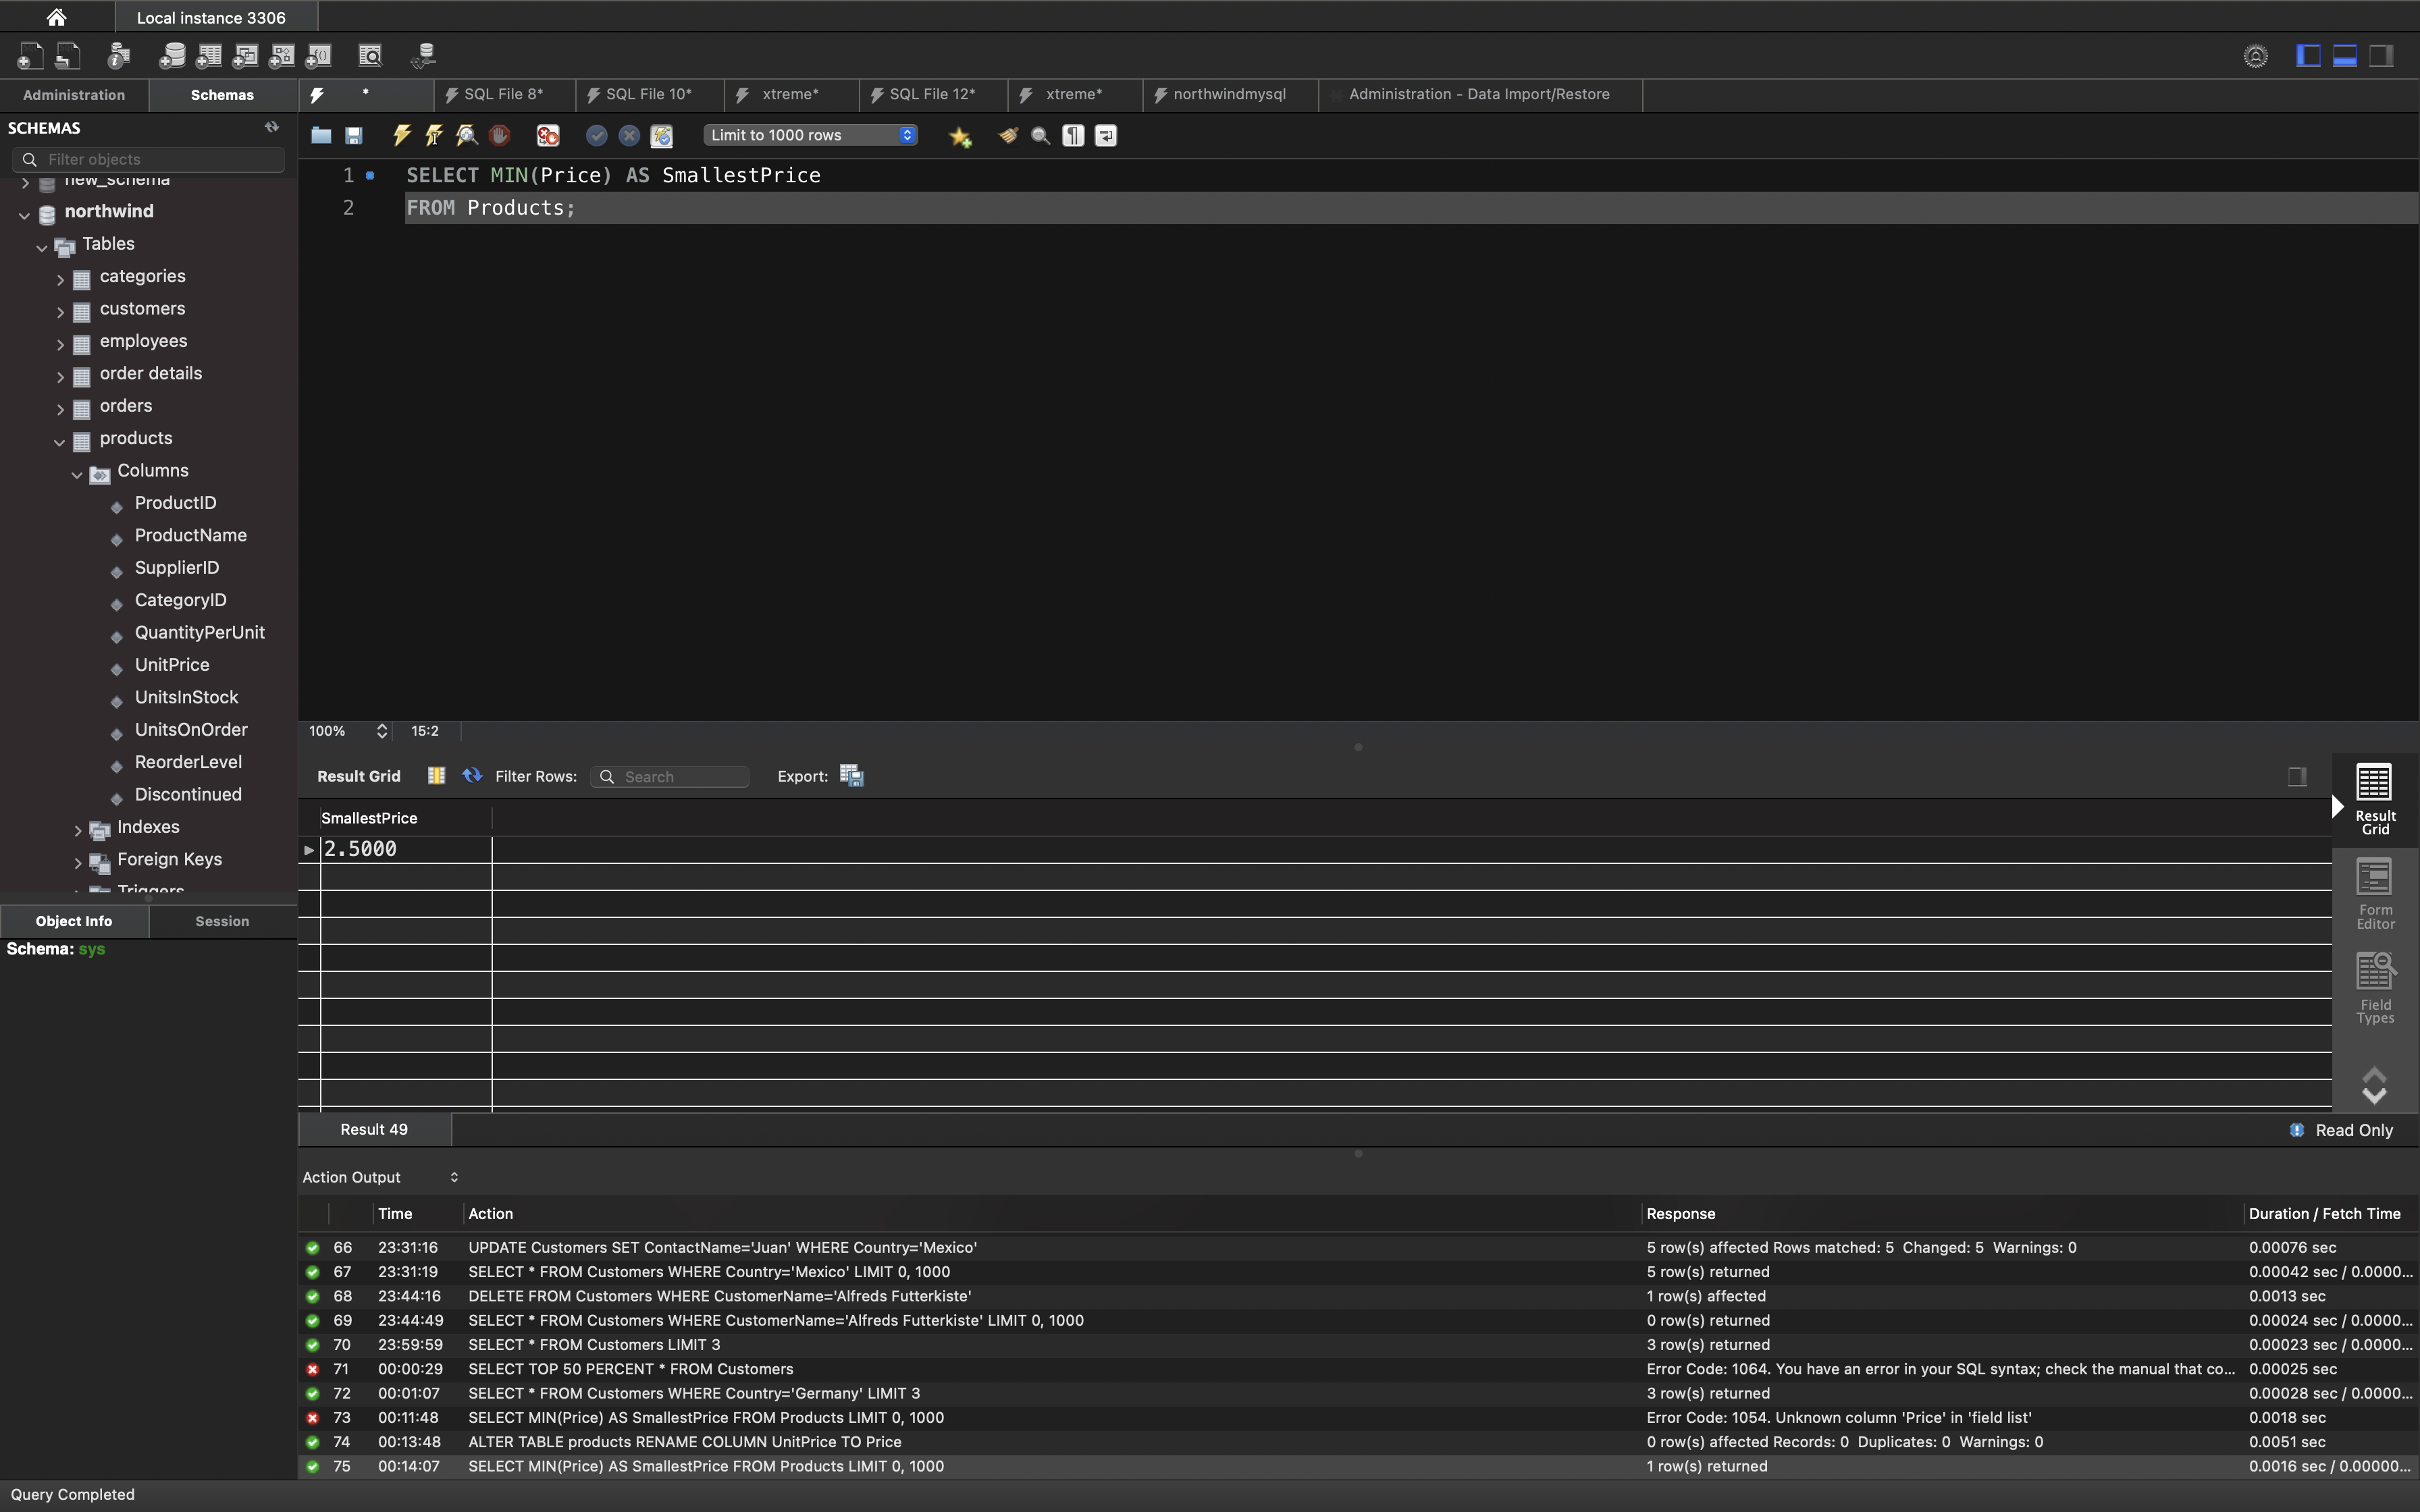 Local instance 3306
Administration
Schemas
*
SQL File 8*
SQL File 10*
xtreme*
SQL File 12*
xtreme*
northwindmysql
Administration - Data Import/Restore
SCHEMAS
Filter objects
new_schema
northwind
Tables
categories
customers
employees
order details
orders
products
Columns
ProductID
ProductName
SupplierID
CategoryID
QuantityPerUnit
UnitPrice
UnitsInStock
UnitsOnOrder
ReorderLevel
Discontinued
Indexes
Foreign Keys
Triggers
Object Info
Session
Schema: sys
Limit to 1000 rows
1 SELECT MIN(Price) AS SmallestPrice
2 FROM Products;
100% 15:2
Result Grid
Filter Rows:
Search
Export:
SmallestPrice
2.5000
Result Grid
Form Editor
Field Types
Result 49
Read Only
Action Output
Time Action Response Duration / Fetch Time
66 23:31:16 UPDATE Customers SET ContactName='Juan' WHERE Country='Mexico' 5 row(s) affected Rows matched: 5 Changed: 5 Warnings: 0 0.00076 sec
67 23:31:19 SELECT * FROM Customers WHERE Country='Mexico' LIMIT 0, 1000 5 row(s) returned 0.00042 sec / 0.0000...
68 23:44:16 DELETE FROM Customers WHERE CustomerName='Alfreds Futterkiste' 1 row(s) affected 0.0013 sec
69 23:44:49 SELECT * FROM Customers WHERE CustomerName='Alfreds Futterkiste' LIMIT 0, 1000 0 row(s) returned 0.00024 sec / 0.0000...
70 23:59:59 SELECT * FROM Customers LIMIT 3 3 row(s) returned 0.00023 sec / 0.0000...
71 00:00:29 SELECT TOP 50 PERCENT * FROM Customers Error Code: 1064. You have an error in your SQL syntax; check the manual that co... 0.00025 sec
72 00:01:07 SELECT * FROM Customers WHERE Country='Germany' LIMIT 3 3 row(s) returned 0.00028 sec / 0.0000...
73 00:11:48 SELECT MIN(Price) AS SmallestPrice FROM Products LIMIT 0, 1000 Error Code: 1054. Unknown column 'Price' in 'field list' 0.0018 sec
74 00:13:48 ALTER TABLE products RENAME COLUMN UnitPrice TO Price 0 row(s) affected Records: 0 Duplicates: 0 Warnings: 0 0.0051 sec
75 00:14:07 SELECT MIN(Price) AS SmallestPrice FROM Products LIMIT 0, 1000 1 row(s) returned 0.0016 sec / 0.00000...
Query Completed